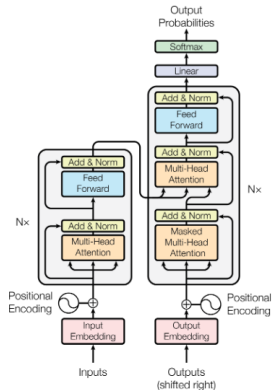 Output
Probabilities
Softmax
Linear
Add & Norm
Feed
Forward
Add & Norm
Multi-Head
Attention
Add & Norm
Masked
Multi-Head
Attention
N×
Positional
Encoding
Output
Embedding
Outputs
(shifted right)
Add & Norm
Feed
Forward
Add & Norm
Multi-Head
Attention
N×
Positional
Encoding
Input
Embedding
Inputs